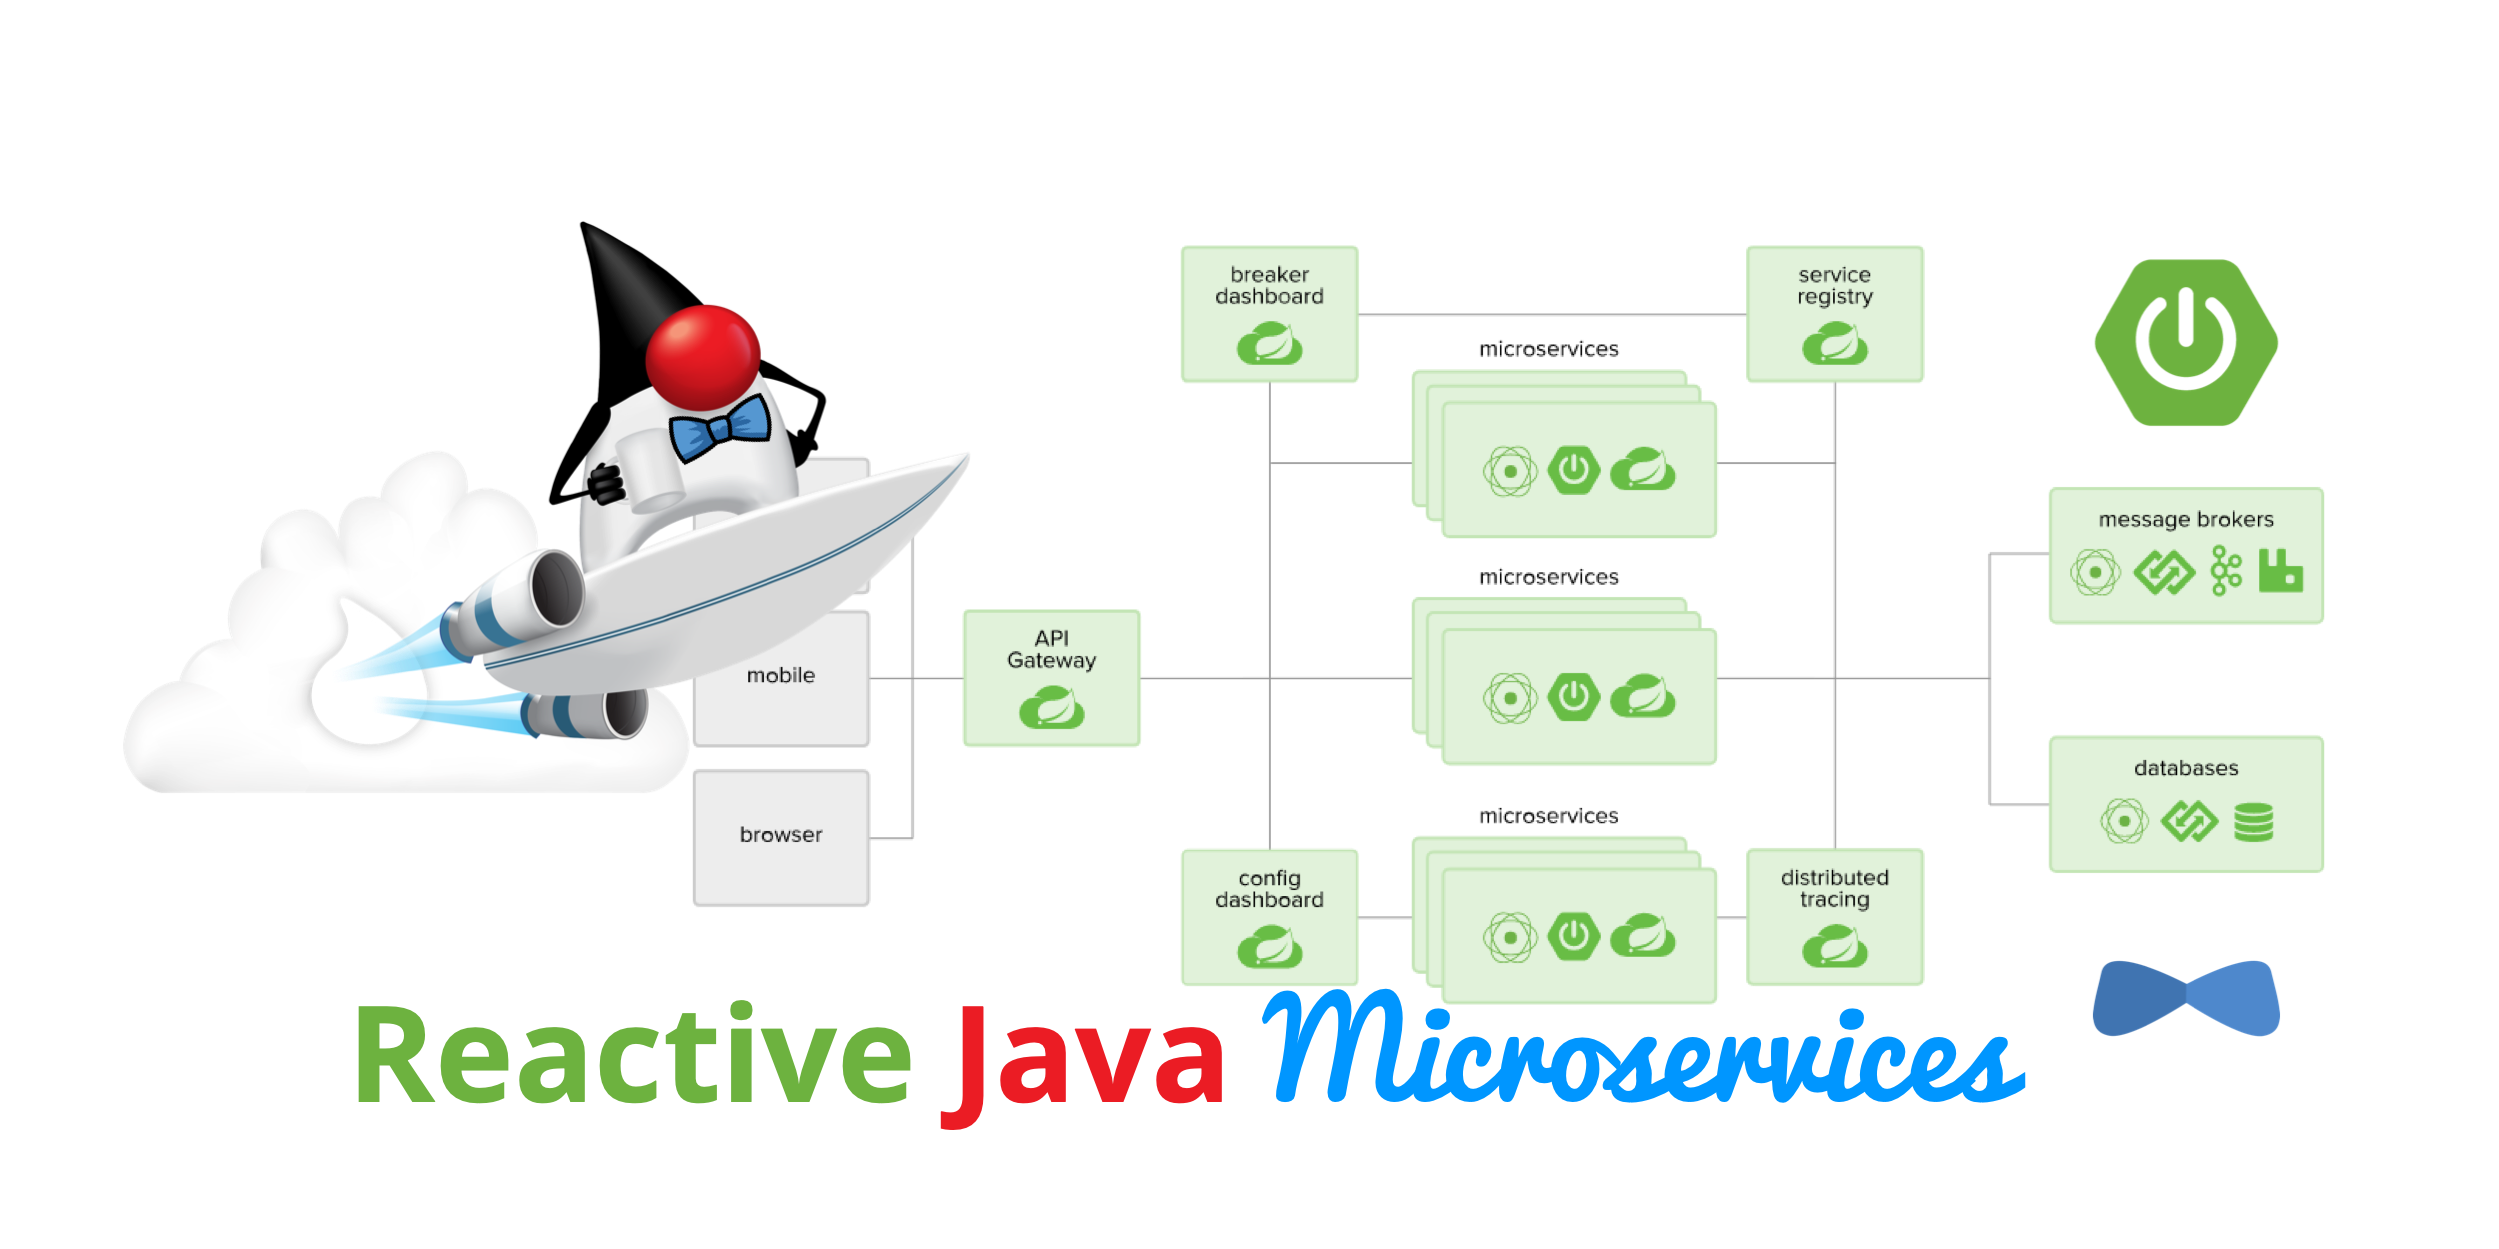 breaker
dashboard
service
registry
microservices
message brokers
microservices
API
Gateway
mobile
databases
microservices
browser
config
dashboard
distributed
tracing
Reactive Java Microservices